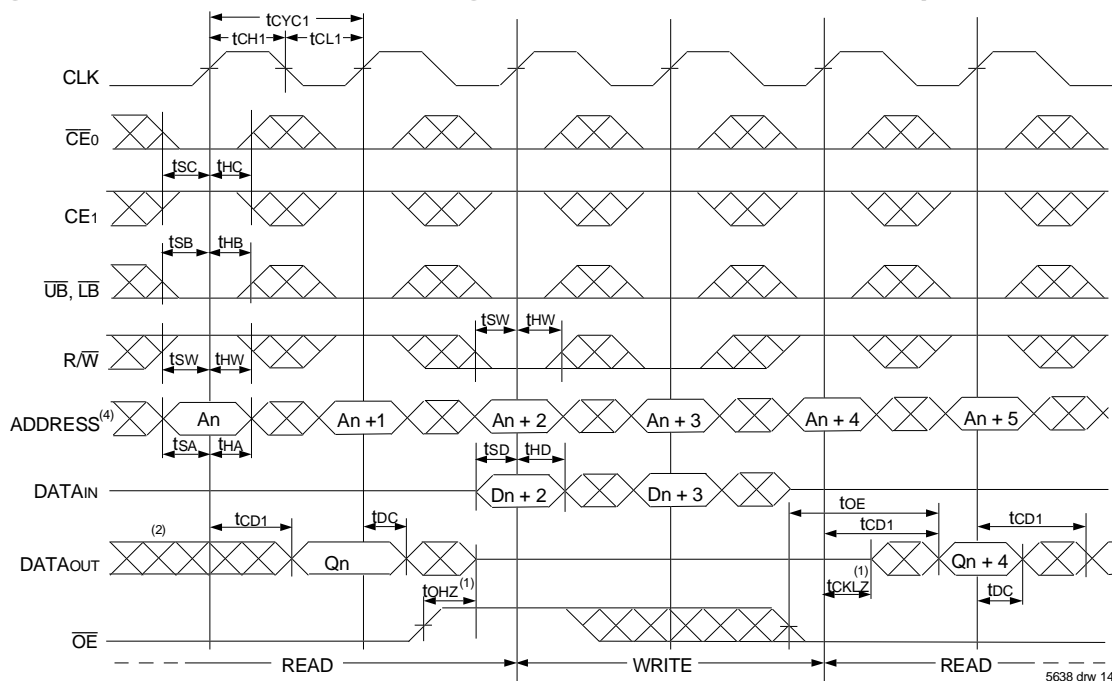 tCYC1
tCH1 tCL1
CLK
CE0
tSC tHC
CE1
tSB tHB
UB, LB
tSW tHW
R/W
tSW tHW
ADDRESS(4) An An +1 An + 2 An + 3 An + 4 An + 5
tSA tHA tSD tHD
DATAIN Dn + 2 Dn + 3
tOE
(2) tCD1 tDC tCD1 tCD1
DATAOUT Qn Qn + 4
tOHZ(1) tCKLZ(1) tDC
OE
READ WRITE READ
5638 drw 14